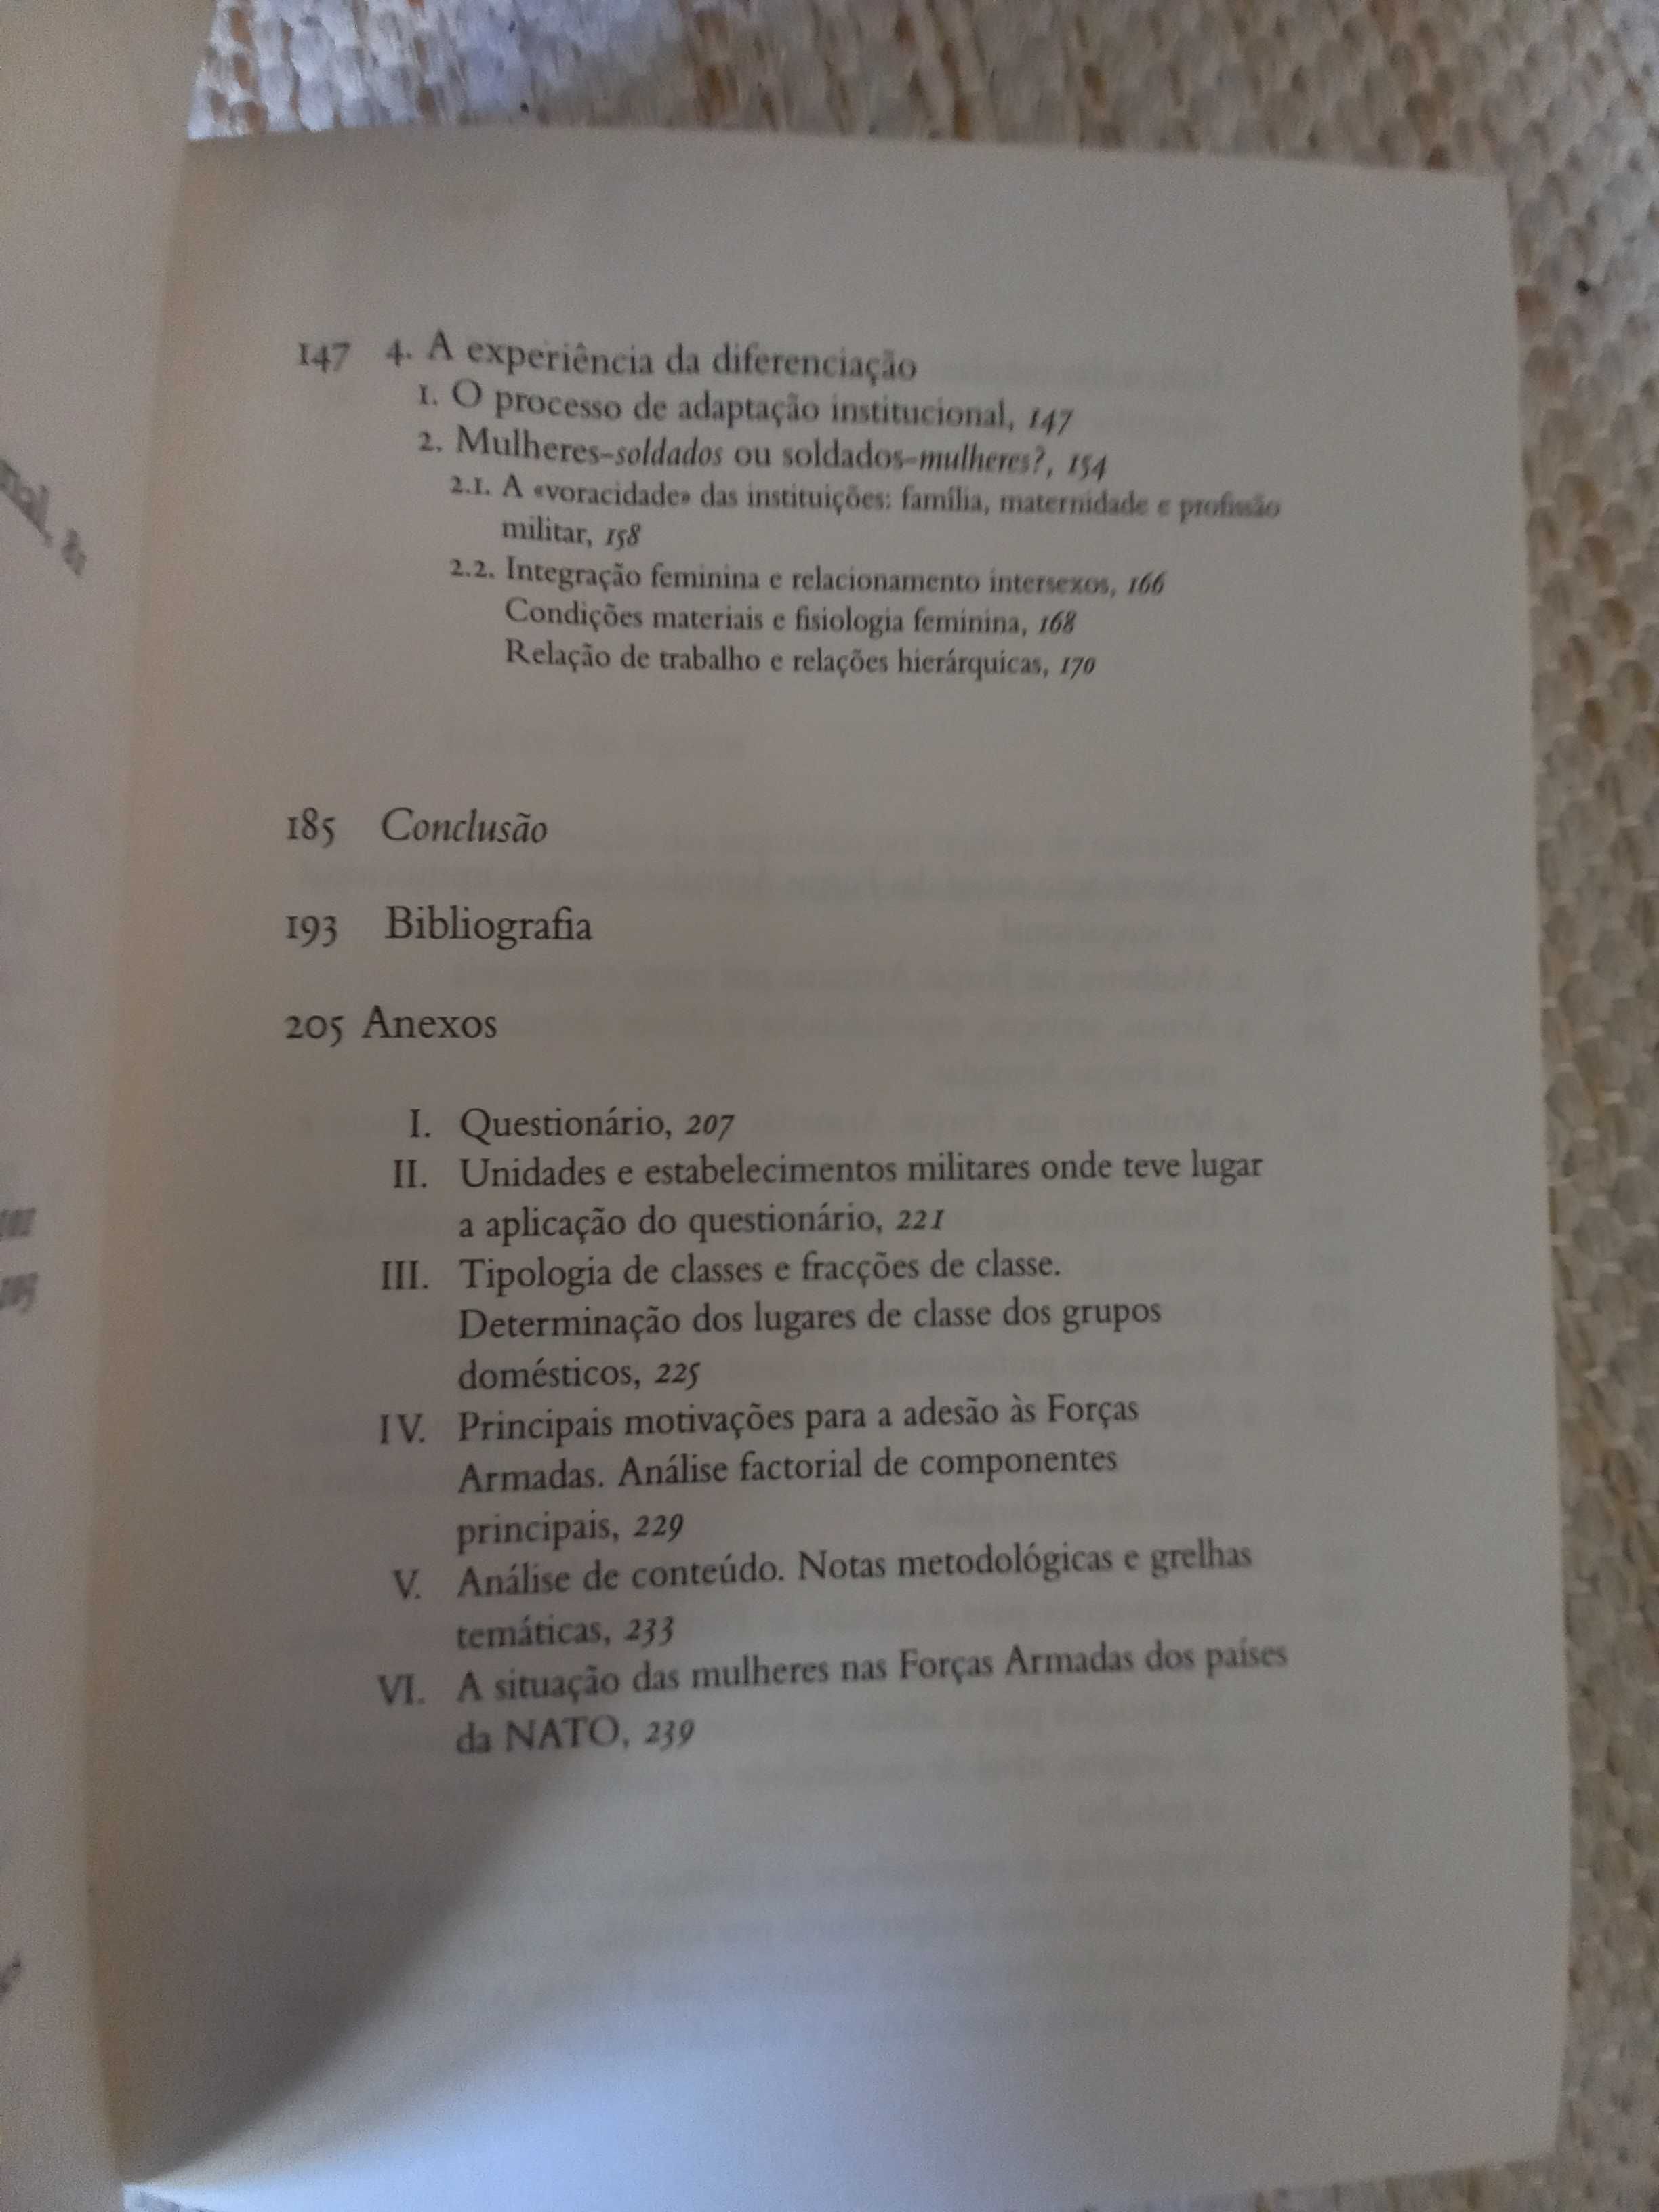 147 4. A experiência da diferenciação
1. O processo de adaptação institucional, 147
2. Mulheres-soldados ou soldados-mulheres?, 154
2.1. A «voracidade» das instituições: família, maternidade e profissão
militar, 158
2.2. Integração feminina e relacionamento intersexos, 166
Condições materiais e fisiologia feminina, 168
Relação de trabalho e relações hierárquicas, 170
185 Conclusão
193 Bibliografia
205 Anexos
I. Questionário, 207
II. Unidades e estabelecimentos militares onde teve lugar
a aplicação do questionário, 221
III. Tipologia de classes e fracções de classe.
Determinação dos lugares de classe dos grupos
domésticos, 225
IV. Principais motivações para a adesão às Forças
Armadas. Análise factorial de componentes
principais, 229
V. Análise de conteúdo. Notas metodológicas e grelhas
temáticas, 233
VI. A situação das mulheres nas Forças Armadas dos países
da NATO, 239